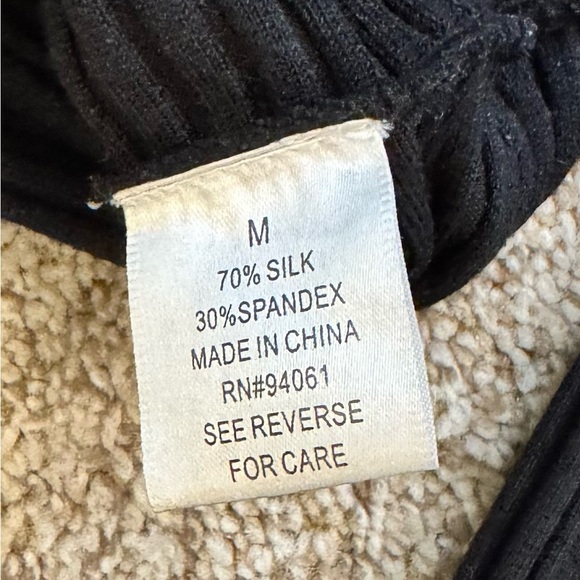 M
70% SILK
30%SPANDEX
MADE IN CHINA
RN#94061
SEE REVERSE
FOR CARE